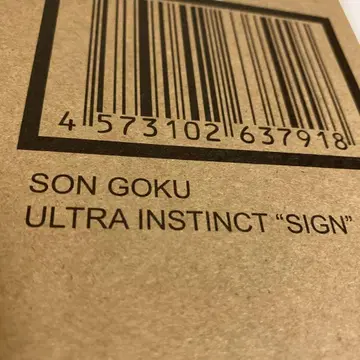 4 573102 637918
SON GOKU
ULTRA INSTINCT “SIGN”